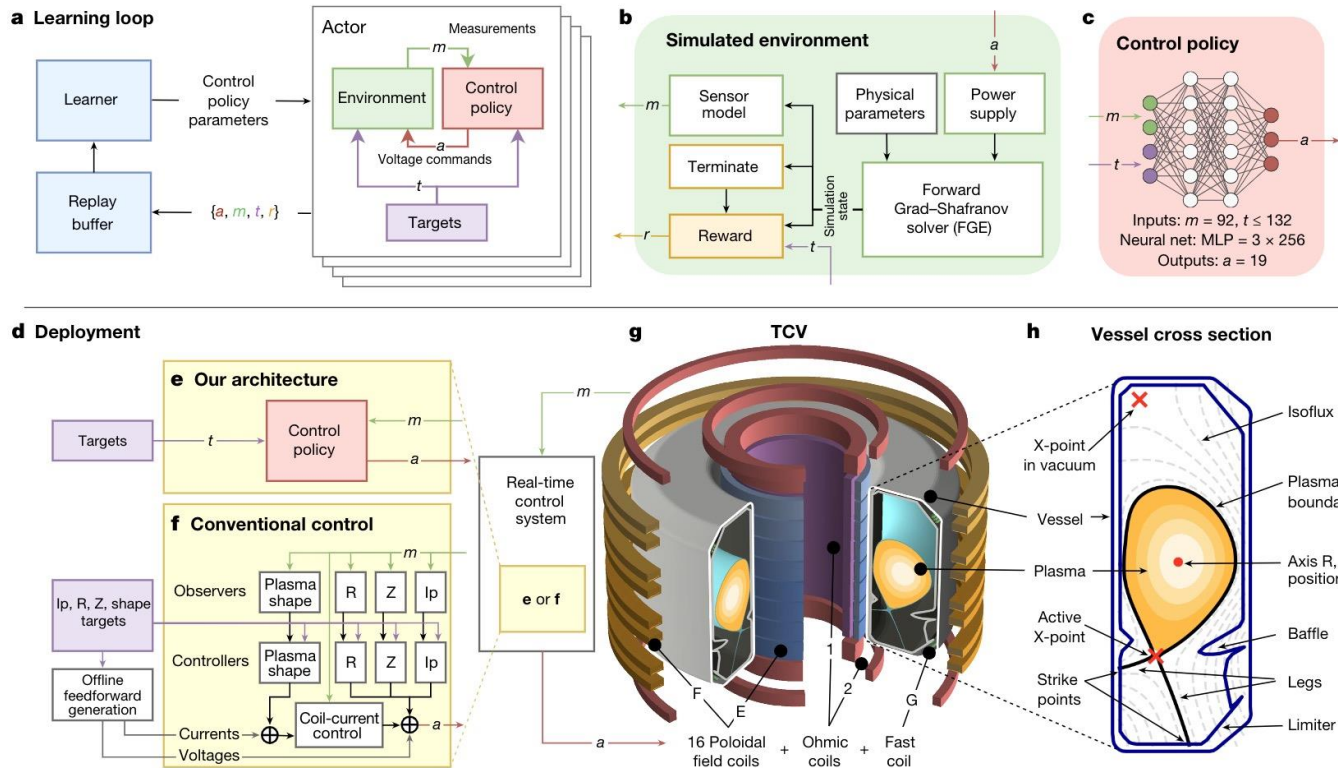 a Learning loop
Learner
Control
policy
parameters
Replay
buffer
{a, m, t, r}
Actor
Measurements
m
Environment
Control
policy
a
Voltage commands
t
Targets
b
Simulated environment
a
m
Sensor
model
Physical
parameters
Power
supply
Terminate
Simulation
state
Forward
Grad–Shafranov
solver (FGE)
r
Reward
t
c
Control policy
m
t
a
Inputs: m = 92, t ≤ 132
Neural net: MLP = 3 × 256
Outputs: a = 19
d Deployment
e Our architecture
Targets
t
Control
policy
m
a
f Conventional control
m
Observers
Plasma
shape
R
Z
Ip
Ip, R, Z, shape
targets
Controllers
Plasma
shape
R
Z
Ip
Offline
feedforward
generation
Currents
Coil-current
control
a
Voltages
m
Real-time
control
system
e or f
a
g
TCV
1
2
F
E
G
16 Poloidal
field coils
+
Ohmic
coils
+
Fast
coil
h
Vessel cross section
X-point
in vacuum
Vessel
Plasma
Active
X-point
Strike
points
Isoflux
Plasma
bounda
Axis R,
position
Baffle
Legs
Limiter